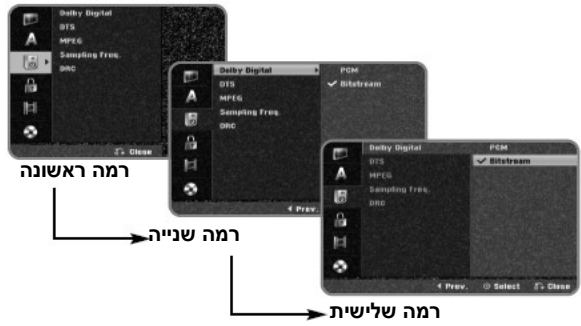 Dolby Digital
DTS
MPEG
Sampling Freq.
DRC
Close
רמה ראשונה
Dolby Digital
DTS
MPEG
Sampling Freq.
DRC
PCM
✓ Bitstream
Prev.
רמה שנייה
Dolby Digital
DTS
MPEG
Sampling Freq.
DRC
PCM
✓ Bitstream
Prev.
Select
Close
רמה שלישית